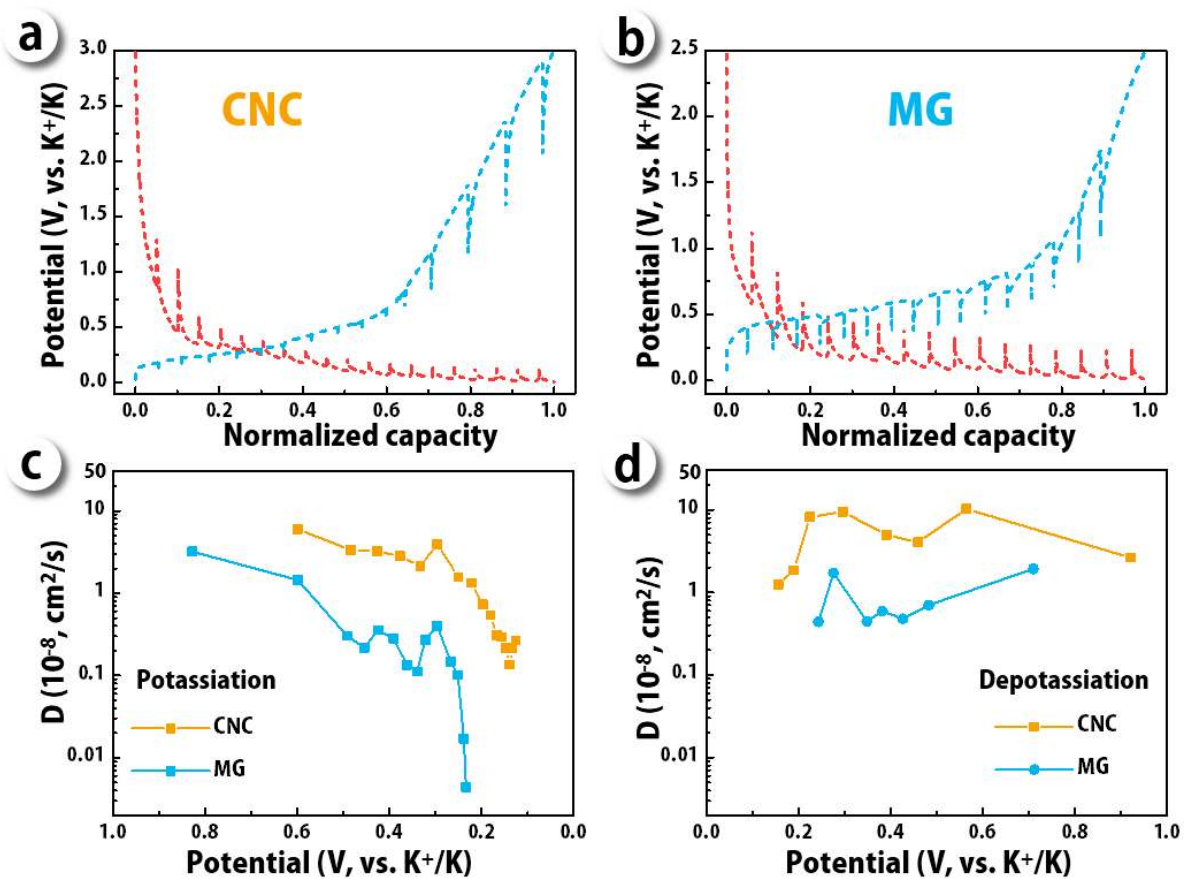 a
CNC
3.0
2.5
2.0
1.5
1.0
0.5
0.0
Potential (V, vs. K⁺/K)
0.0 0.2 0.4 0.6 0.8 1.0
Normalized capacity
b
MG
2.5
2.0
1.5
1.0
0.5
0.0
Potential (V, vs. K⁺/K)
0.0 0.2 0.4 0.6 0.8 1.0
Normalized capacity
c
50
10
1
0.1
0.01
D (10⁻⁸, cm²/s)
Potassiation
CNC
MG
1.0 0.8 0.6 0.4 0.2 0.0
Potential (V, vs. K⁺/K)
d
50
10
1
0.1
0.01
D (10⁻⁸, cm²/s)
Depotassiation
CNC
MG
0.0 0.2 0.4 0.6 0.8 1.0
Potential (V, vs. K⁺/K)